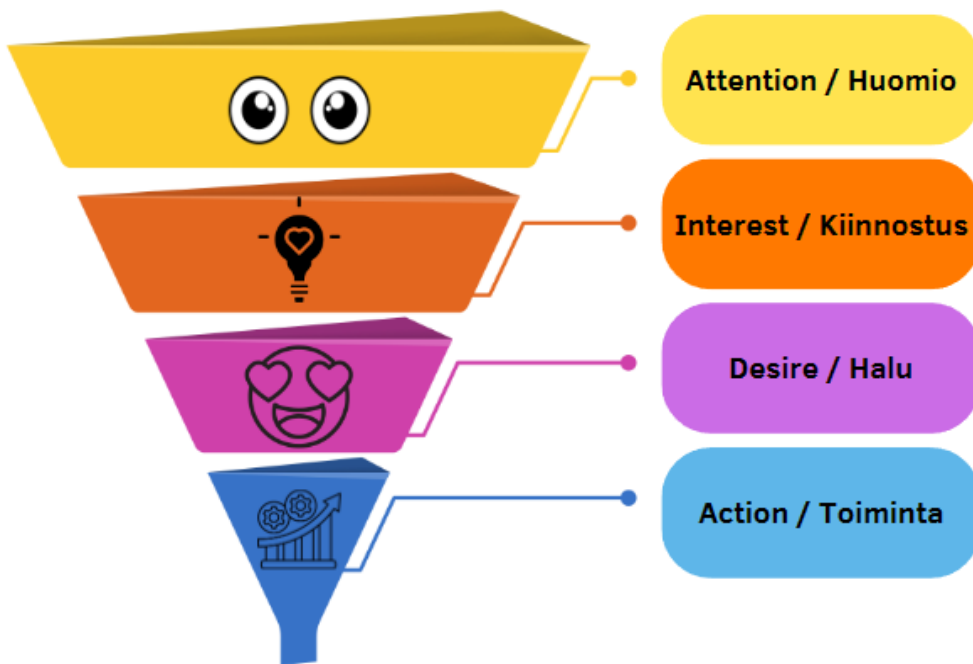 Attention / Huomio
Interest / Kiinnostus
Desire / Halu
Action / Toiminta